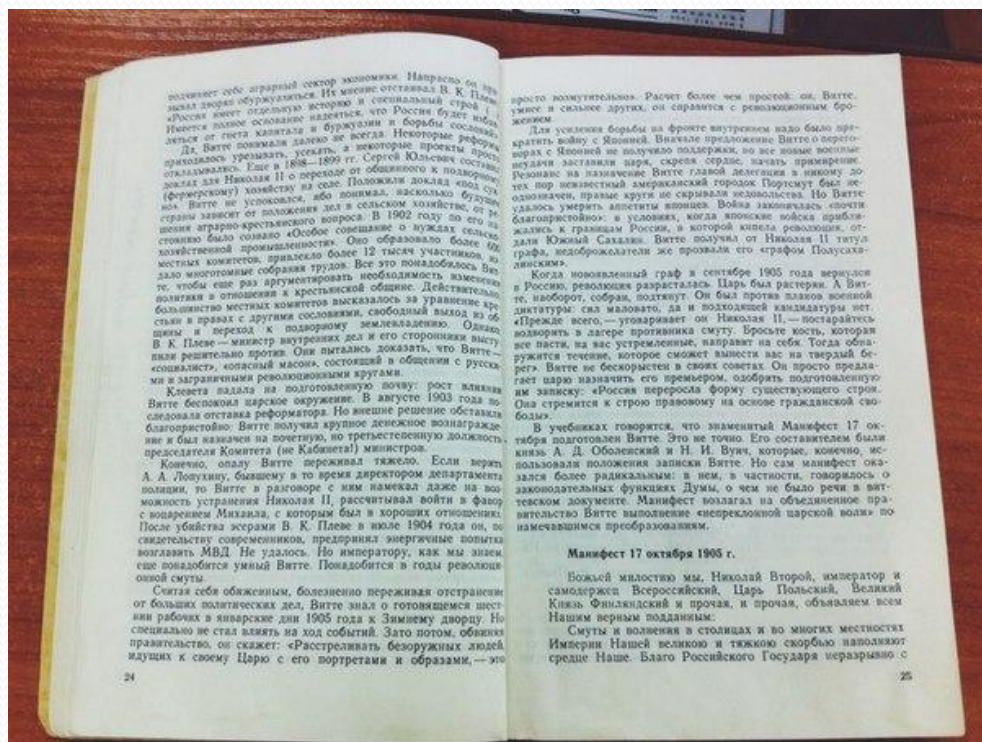 подчиняет себе аграрный сектор экономики. Напрасно он при-
зывал дворян обуржуазиться. Их мнение отстаивал В. К. Плеве:
«Россия имеет отдельную историю и специальный строй (...
Имеется полное основание надеяться, что Россия будет избав-
ляться от гнета капитала и буржуазии и борьбы сословий».
Да, Витте понимали далеко не всегда. Некоторые реформы
приходилось урезывать, усекать, а некоторые проекты просто
откладывались. Еще в 1898—1899 гг. Сергей Юльевич составил
доклад для Николая II о переходе от общинного к подворному
(фермерскому) хозяйству на селе. Положили доклад «под сук-
но». Витте не успокоился, ибо понимал, насколько будущее
страны зависит от положения дел в сельском хозяйстве, от ре-
шения аграрно-крестьянского вопроса. В 1902 году по его на-
стоянию было создано «Особое совещание о нуждах сельско-
хозяйственной промышленности». Оно образовало более 600
местных комитетов, привлекло более 12 тысяч участников, из-
дало многотомные собрания трудов. Все это понадобилось Вит-
те, чтобы еще раз аргументировать необходимость изменения
политики в отношении к крестьянской общине. Действительно,
большинство местных комитетов высказалось за уравнение кре-
стьян в правах с другими сословиями, свободный выход из об-
щины и переход к подворному землевладению. Однако
В. К. Плеве — министр внутренних дел и его сторонники высту-
пили решительно против. Они пытались доказать, что Витте —
«социалист», «опасный масон», состоящий в общении с русски-
ми и заграничными революционными кругами.
Клевета падала на подготовленную почву: рост влияния
Витте беспокоил царское окружение. В августе 1903 года по-
следовала отставка реформатора. Но внешне решение обставили
благопристойно: Витте получил крупное денежное вознагражде-
ние и был назначен на почетную, но третьестепенную должность
председателя Комитета (не Кабинета!) министров.
Конечно, опалу Витте переживал тяжело. Если верить
А. А. Лопухину, бывшему в то время директором департамента
полиции, то Витте в разговоре с ним намекал даже на воз-
можность устранения Николая II, рассчитывал войти в фавор
с воцарением Михаила, с которым был в хороших отношениях.
После убийства эсерами В. К. Плеве в июле 1904 года он, по
свидетельству современников, предпринял энергичные попытки
возглавить МВД. Не удалось. Но императору, как мы знаем,
еще понадобится умный Витте. Понадобится в годы революци-
онной смуты.
Считая себя обиженным, болезненно переживая отстранение
от больших политических дел, Витте знал о готовящемся шест-
вии рабочих в январские дни 1905 года к Зимнему дворцу. Но
специально не стал влиять на ход событий. Зато потом, обвиняя
правительство, он скажет: «Расстреливать безоружных людей,
идущих к своему Царю с его портретами и образами, — это
24
просто возмутительно». Расчет более чем простой: он, Витте,
умнее и сильнее других, он справится с революционным бро-
жением.
Для усиления борьбы на фронте внутреннем надо было пре-
кратить войну с Японией. Вначале предложение Витте о перего-
ворах с Японией не получило поддержки, но все новые военные
неудачи заставили царя, скрепя сердце, начать примирение.
Резонанс на назначение Витте главой делегации в никому до
тех пор неизвестный американский городок Портсмут был не-
однозначен, правые круги не скрывали недовольства. Но Витте
удалось умерить аппетиты японцев. Война закончилась «почти
благопристойно»: в условиях, когда японские войска прибли-
жались к границам России, в которой кипела революция, от-
дали Южный Сахалин. Витте получил от Николая II титул
графа, недоброжелатели же прозвали его «графом Полусаха-
линским».
Когда новоявленный граф в сентябре 1905 года вернулся
в Россию, революция разрасталась. Царь был растерян. А Вит-
те, наоборот, собран, подтянут. Он был против планов военной
диктатуры: сил маловато, да и подходящей кандидатуры нет.
«Прежде всего, — уговаривает он Николая II, — постарайтесь
водворить в лагере противника смуту. Бросьте кость, которая
все пасти, на вас устремленные, направит на себя. Тогда обна-
ружится течение, которое сможет вынести вас на твердый бе-
рег». Витте не бескорыстен в своих советах. Он просто предла-
гает царю назначить его премьером, одобрить подготовленную
им записку: «Россия переросла форму существующего строя.
Она стремится к строю правовому на основе гражданской сво-
боды».
В учебниках говорится, что знаменитый Манифест 17 ок-
тября подготовлен Витте. Это не точно. Его составителем были
князь А. Д. Оболенский и Н. И. Вуич, которые, конечно, ис-
пользовали положения записки Витте. Но сам манифест ока-
зался более радикальным: в нем, в частности, говорилось о
законодательных функциях Думы, о чем не было речи в вит-
тевском документе. Манифест возлагал на объединенное пра-
вительство Витте выполнение «непреклонной царской воли» по
намечавшимся преобразованиям.
Манифест 17 октября 1905 г.
Божьей милостию мы, Николай Второй, император и
самодержец Всероссийский, Царь Польский, Великий
Князь Финляндский и прочая, и прочая, объявляем всем
Нашим верным подданным:
Смуты и волнения в столицах и во многих местностях
Империи Нашей великою и тяжкою скорбью наполняют
сердце Наше. Благо Российского Государя неразрывно с
25